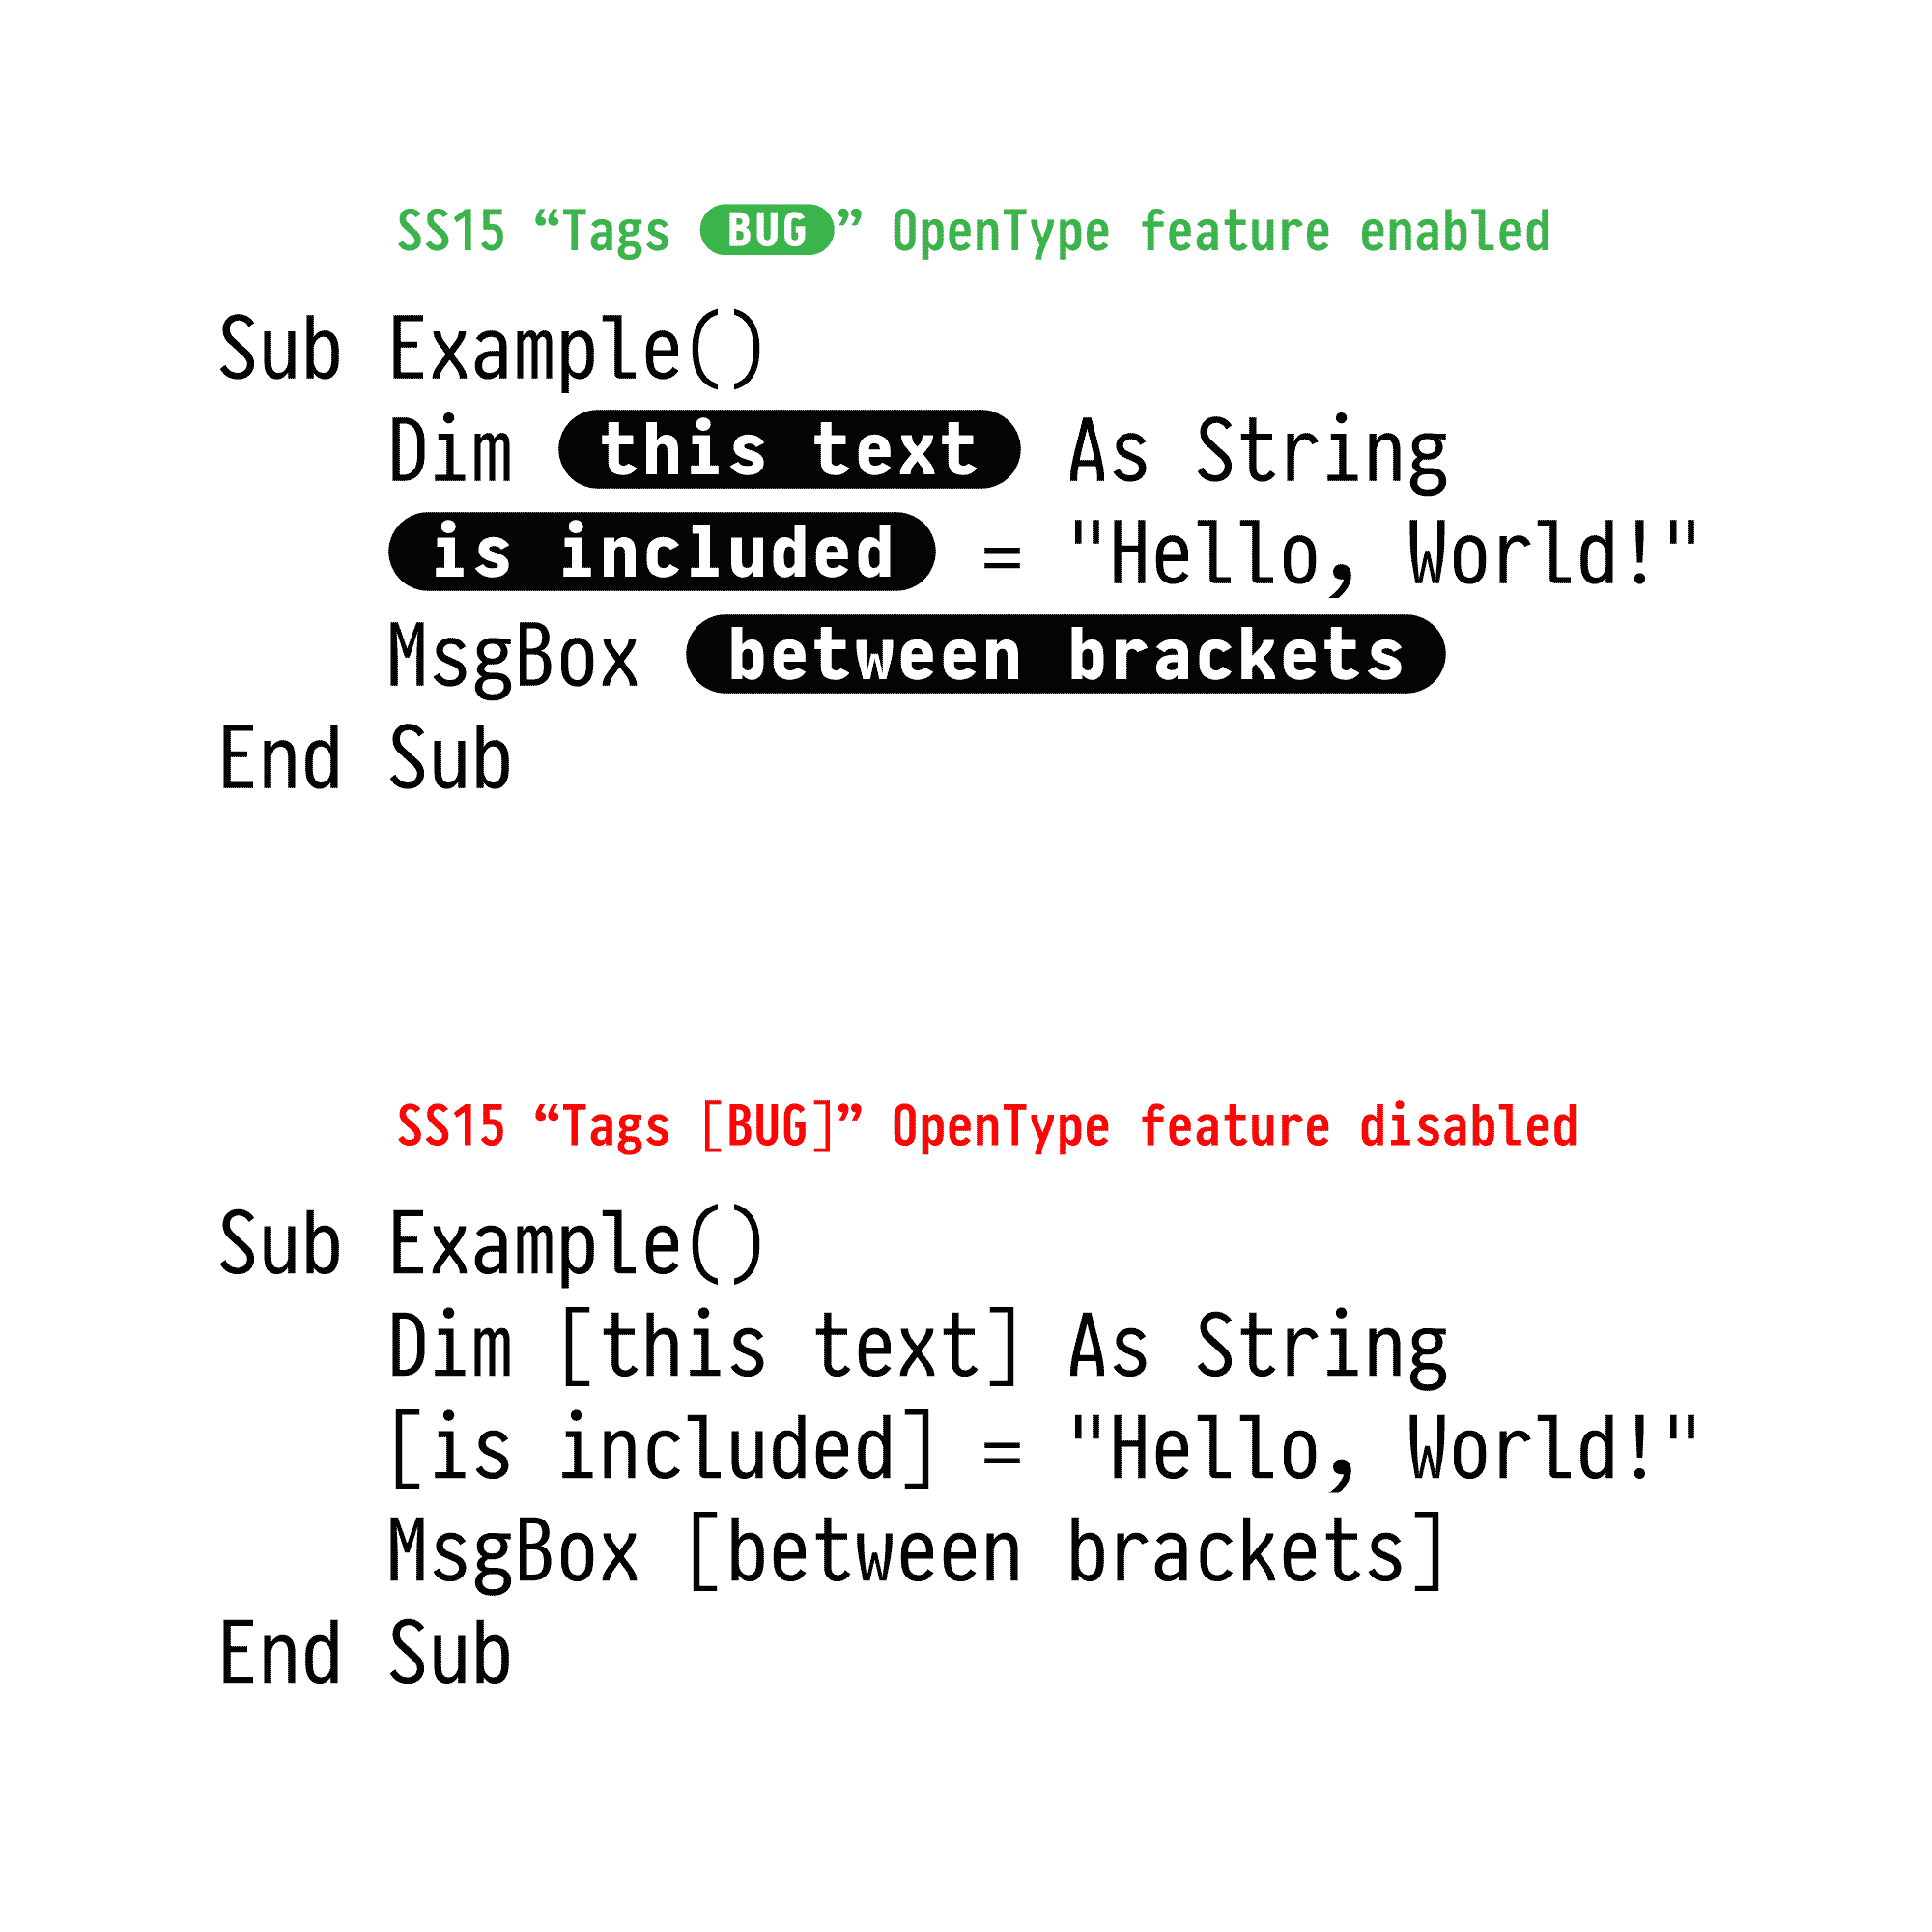 SS15 “Tags BUG” OpenType feature enabled
Sub Example()
    Dim this text As String
    is included = "Hello, World!"
    MsgBox between brackets
End Sub
SS15 “Tags [BUG]” OpenType feature disabled
Sub Example()
    Dim [this text] As String
    [is included] = "Hello, World!"
    MsgBox [between brackets]
End Sub